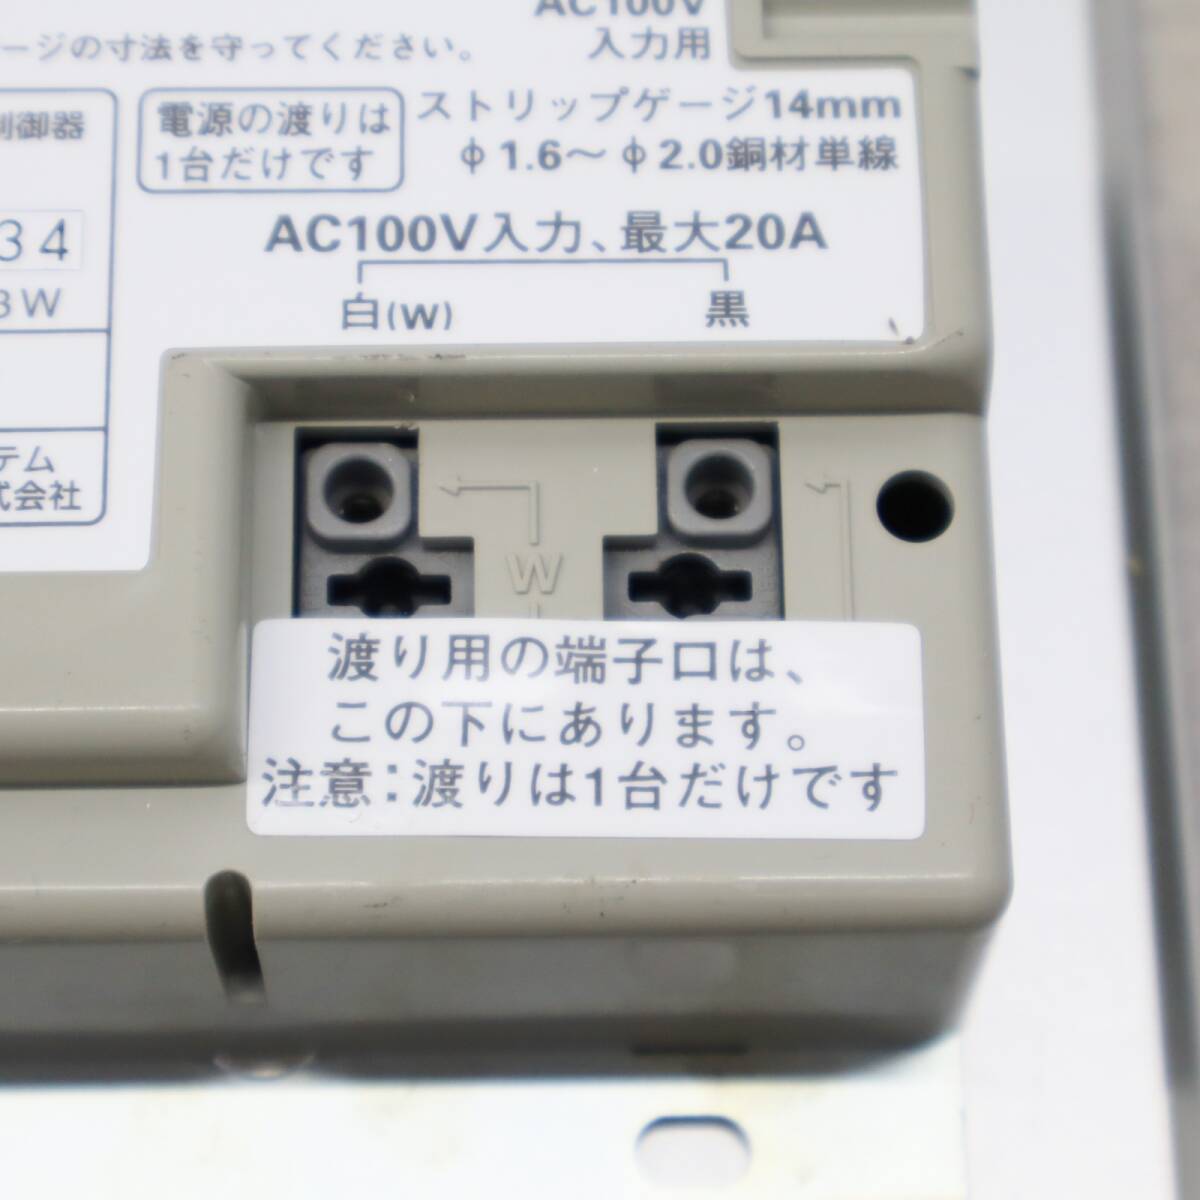 AC100V
ージの寸法を守ってください。
入力用
御器
電源の渡りは
1台だけです
ストリップゲージ14mm
φ1.6～φ2.0銅材単線
34
3W
AC100V入力、最大20A
白(W)
黒
テム
式会社
W
渡り用の端子口は、
この下にあります。
注意:渡りは1台だけです